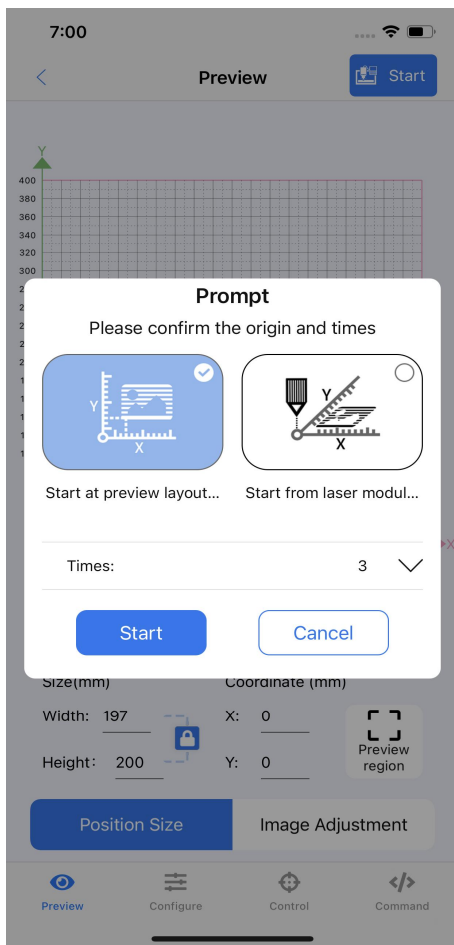 7:00
Preview
Start
Y
400
380
360
340
320
300
Prompt
Please confirm the origin and times
Y
X
Y
X
Start at preview layout...
Start from laser modul...
X
Times:
3
Start
Cancel
Size(mm)
Coordinate (mm)
Width: 197
X: 0
Height: 200
Y: 0
Preview
region
Position Size
Image Adjustment
Preview
Configure
Control
Command